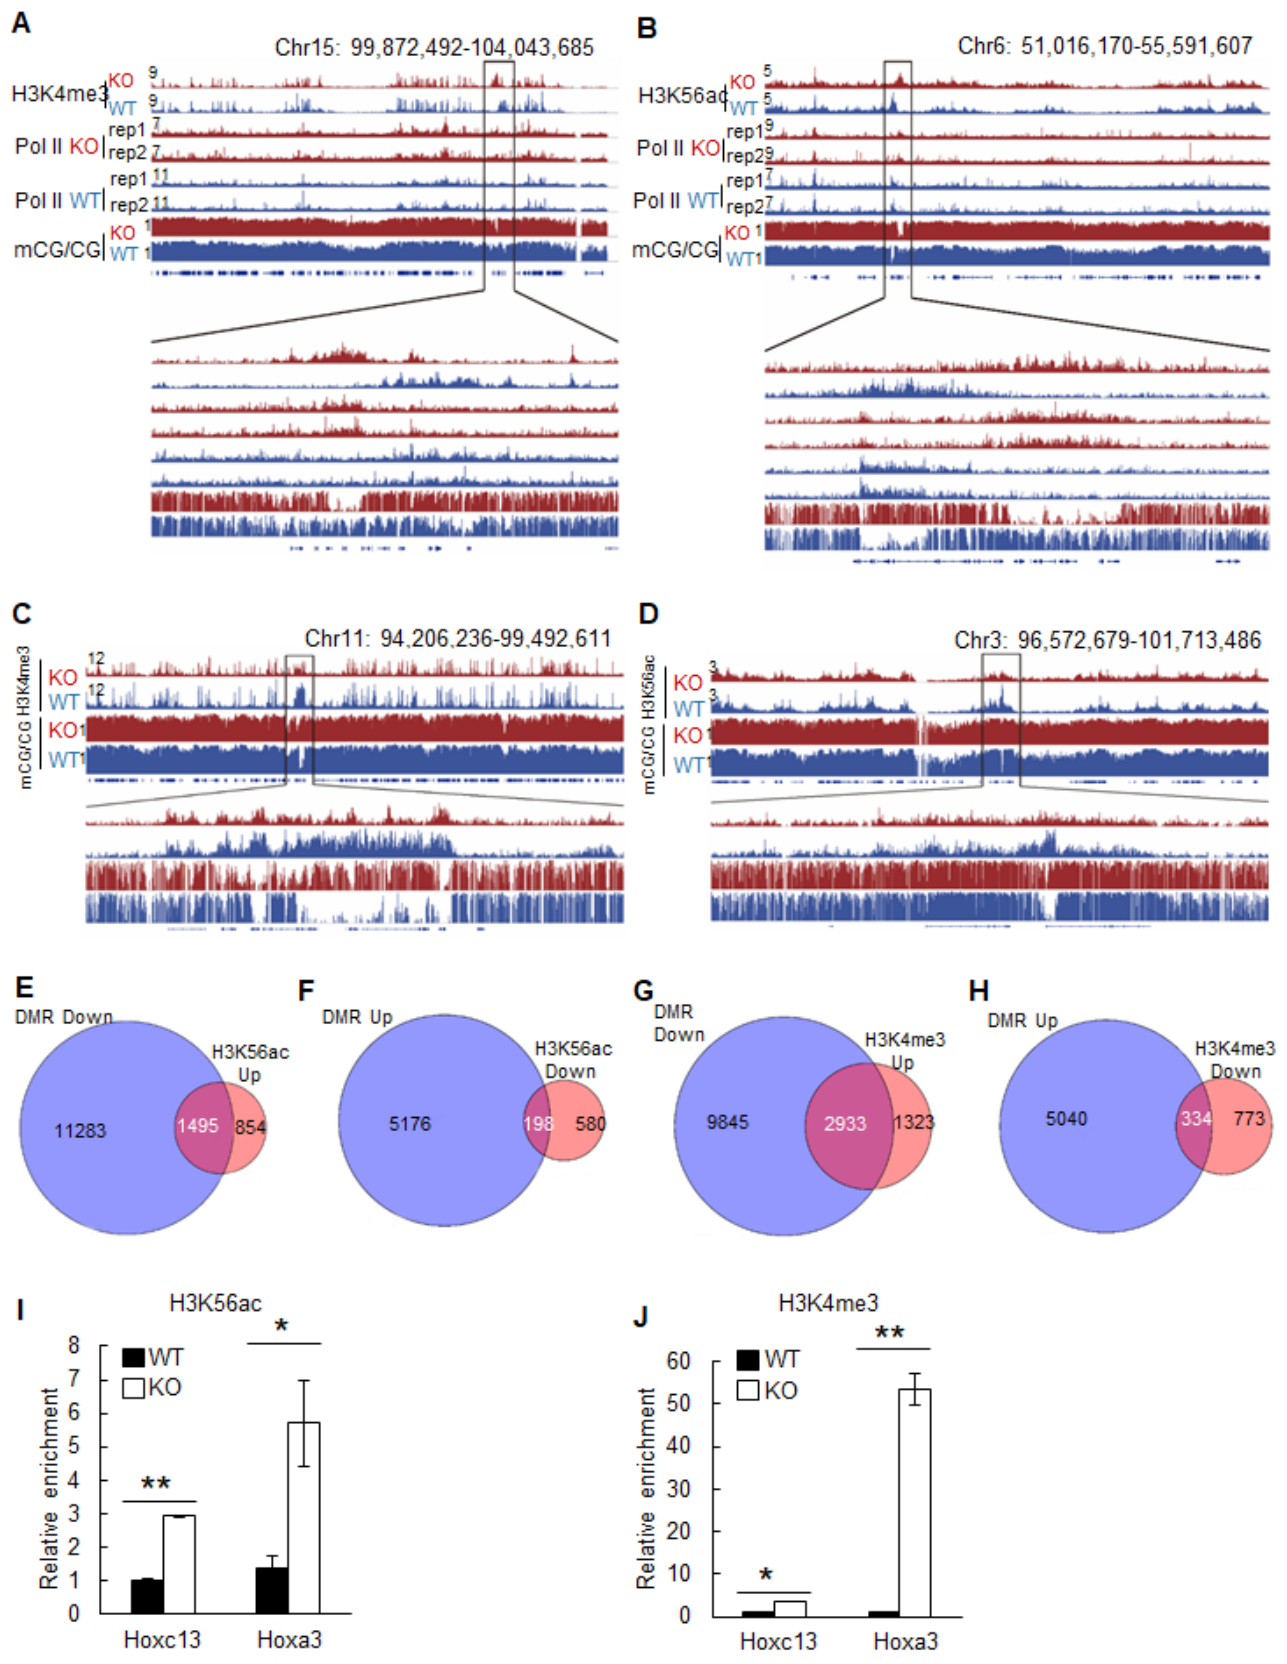 A
Chr15: 99,872,492-104,043,685
H3K4me3
KO 9
WT 9
Pol II KO
rep1 7
rep2 7
Pol II WT
rep1 11
rep2 11
mCG/CG
KO 1
WT 1
B
Chr6: 51,016,170-55,591,607
H3K56ac
KO 5
WT 5
Pol II KO
rep1 9
rep2 9
Pol II WT
rep1 7
rep2 7
mCG/CG
KO 1
WT 1
C
Chr11: 94,206,236-99,492,611
H3K4me3
KO 12
WT 12
mCG/CG
KO 1
WT 1
D
Chr3: 96,572,679-101,713,486
H3K56ac
KO 3
WT 3
mCG/CG
KO 1
WT 1
E
DMR Down
H3K56ac
Up
11283
1495
854
F
DMR Up
H3K56ac
Down
5176
198
580
G
DMR
Down
H3K4me3
Up
9845
2933
1323
H
DMR Up
H3K4me3
Down
5040
334
773
I
H3K56ac
WT
KO
Relative enrichment
8
7
6
5
4
3
2
1
0
**
*
Hoxc13
Hoxa3
J
H3K4me3
WT
KO
Relative enrichment
60
50
40
30
20
10
0
*
**
Hoxc13
Hoxa3